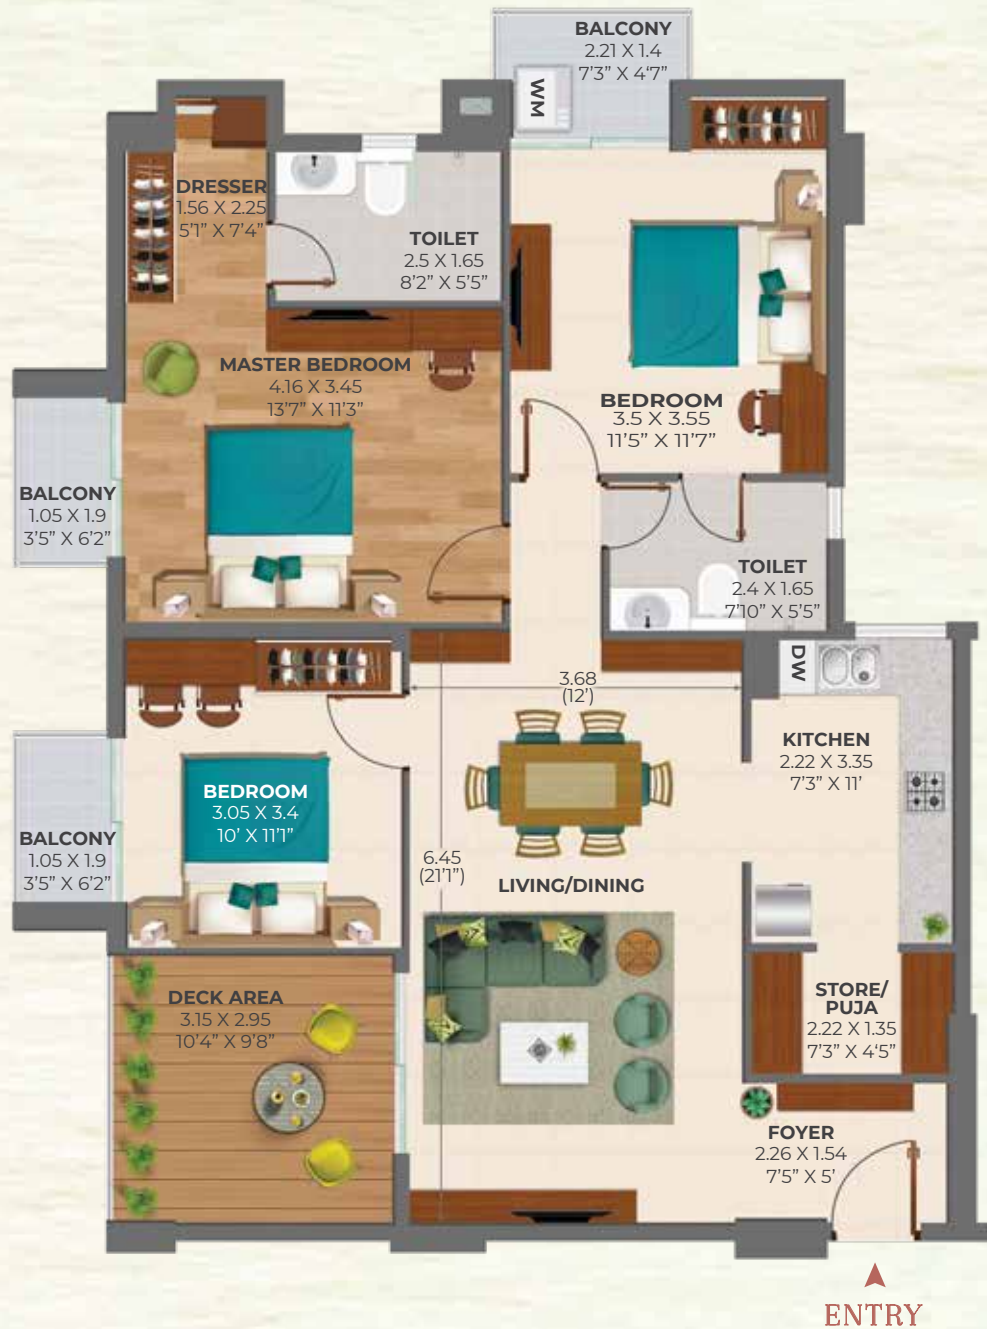 BALCONY
2.21 X 1.4
7'3” X 4‘7”
WM
DRESSER
1.56 X 2.25
5'1” X 7'4”
TOILET
2.5 X 1.65
8'2” X 5'5”
MASTER BEDROOM
4.16 X 3.45
13'7” X 11'3”
BEDROOM
3.5 X 3.55
11'5” X 11'7”
BALCONY
1.05 X 1.9
3'5” X 6'2”
TOILET
2.4 X 1.65
7'10” X 5'5”
DW
3.68
(12')
KITCHEN
2.22 X 3.35
7'3” X 11'
BEDROOM
3.05 X 3.4
10' X 11'1”
BALCONY
1.05 X 1.9
3'5” X 6'2”
6.45
(21'1”)
LIVING/DINING
DECK AREA
3.15 X 2.95
10'4” X 9'8”
STORE/
PUJA
2.22 X 1.35
7'3” X 4'5”
FOYER
2.26 X 1.54
7'5” X 5'
ENTRY